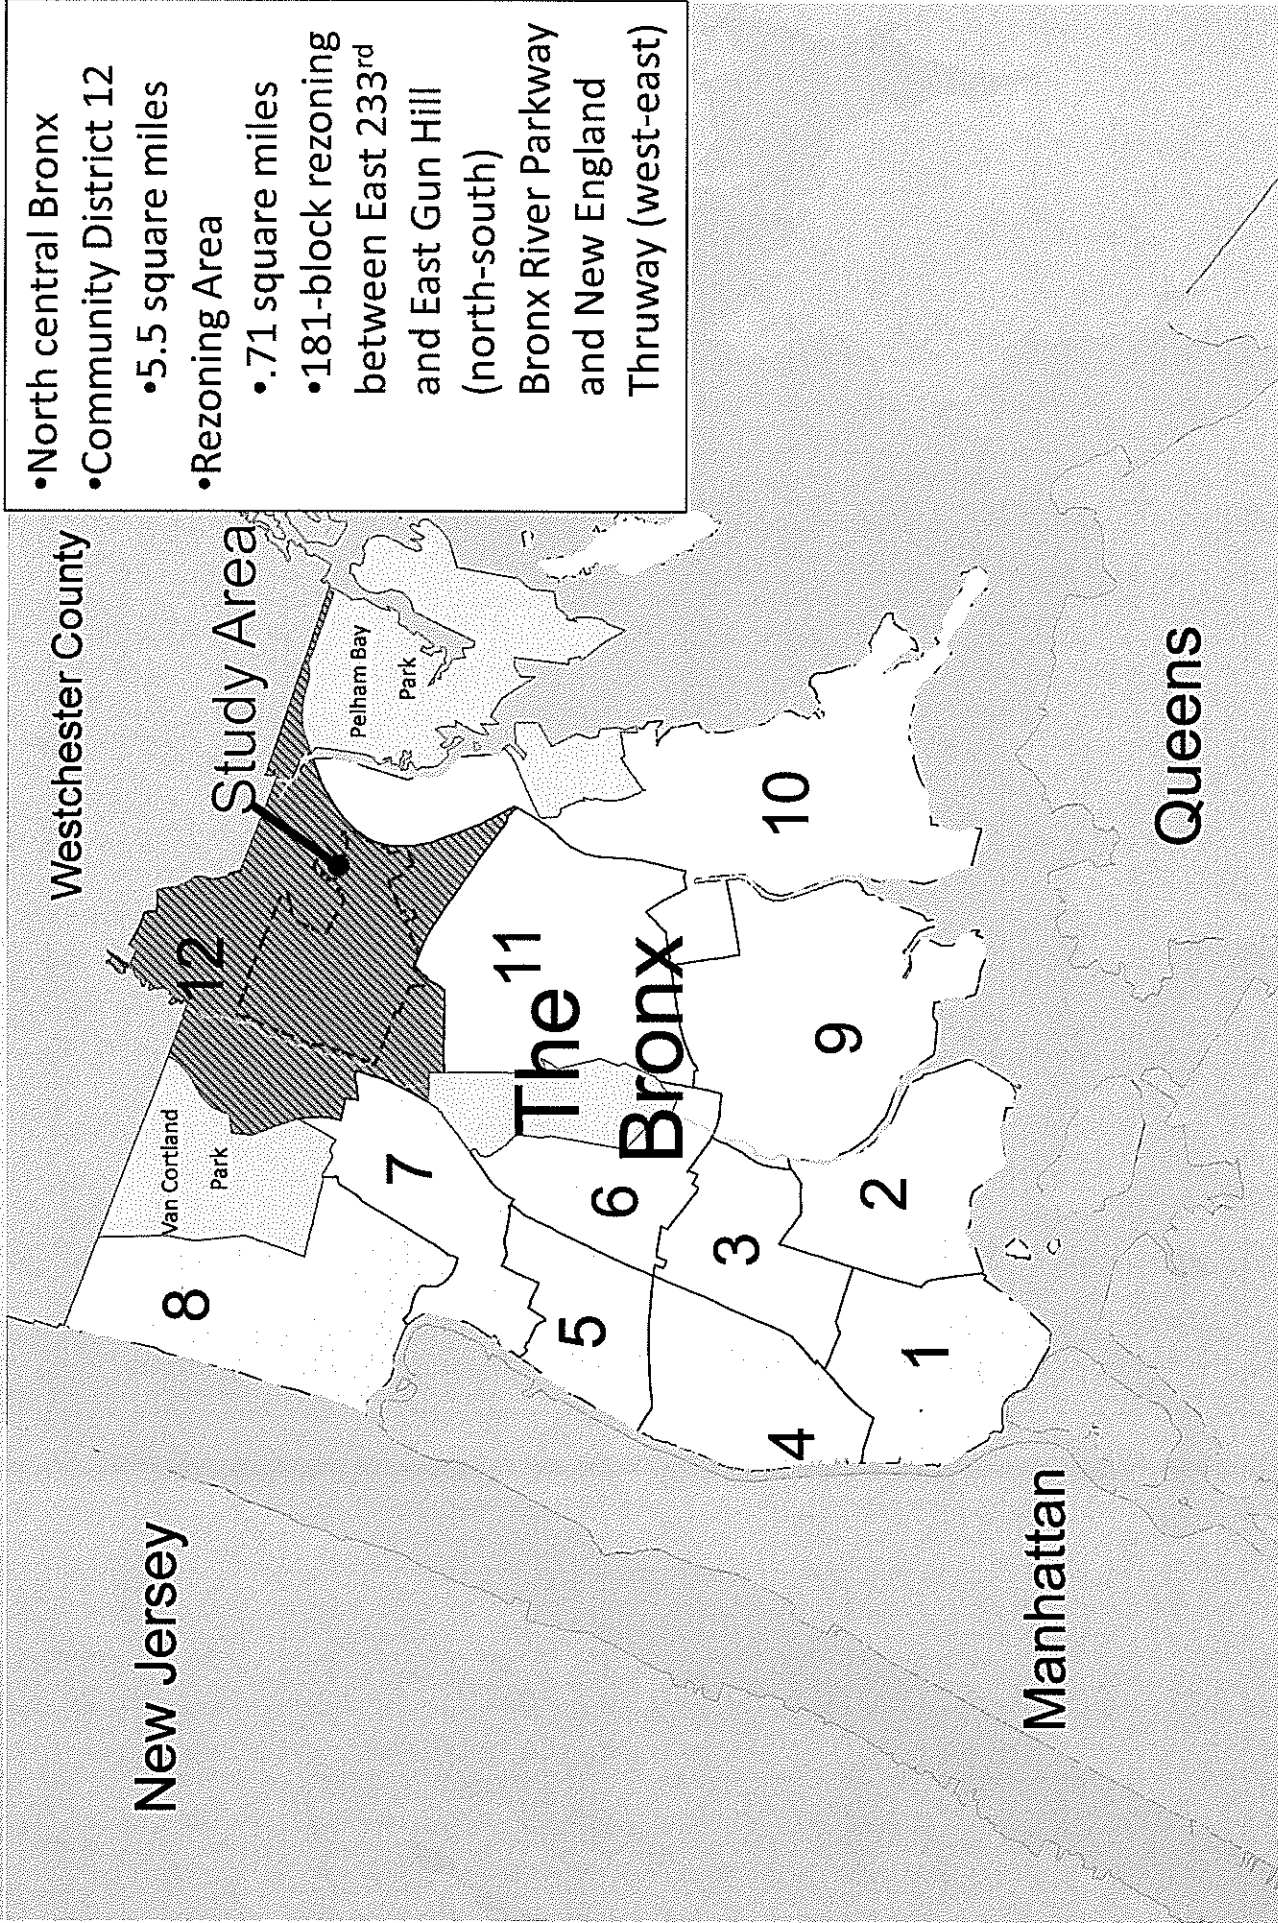 •North central Bronx
•Community District 12
•5.5 square miles
•Rezoning Area
•.71 square miles
•181-block rezoning
between East 233rd
and East Gun Hill
(north-south)
Bronx River Parkway
and New England
Thruway (west-east)
Westchester County
New Jersey
Study Area
12
Van Cortland
Park
8
Pelham Bay
Park
7
11
The
Bronx
6
5
10
3
9
4
2
1
Manhattan
Queens